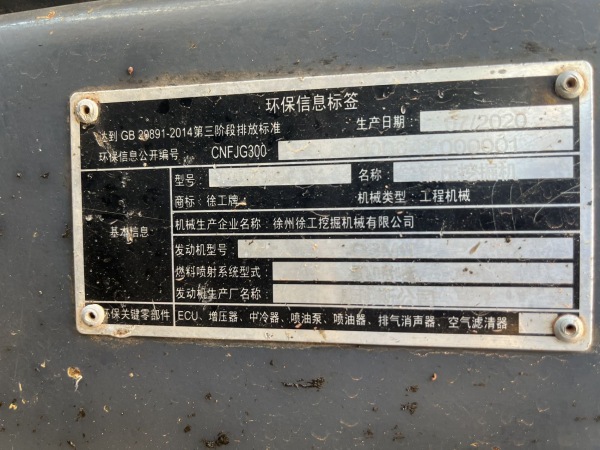 环保信息标签
达到 GB 20891-2014第三阶段排放标准
生产日期: 07/2020
环保信息公开编号 CNFJG300
型号:
名称:
商标: 徐工牌
机械类型: 工程机械
基本信息
机械生产企业名称: 徐州徐工挖掘机械有限公司
发动机型号:
燃料喷射系统型式:
发动机生产厂名称:
环保关键零部件
ECU、增压器、中冷器、喷油泵、喷油器、排气消声器、空气滤清器